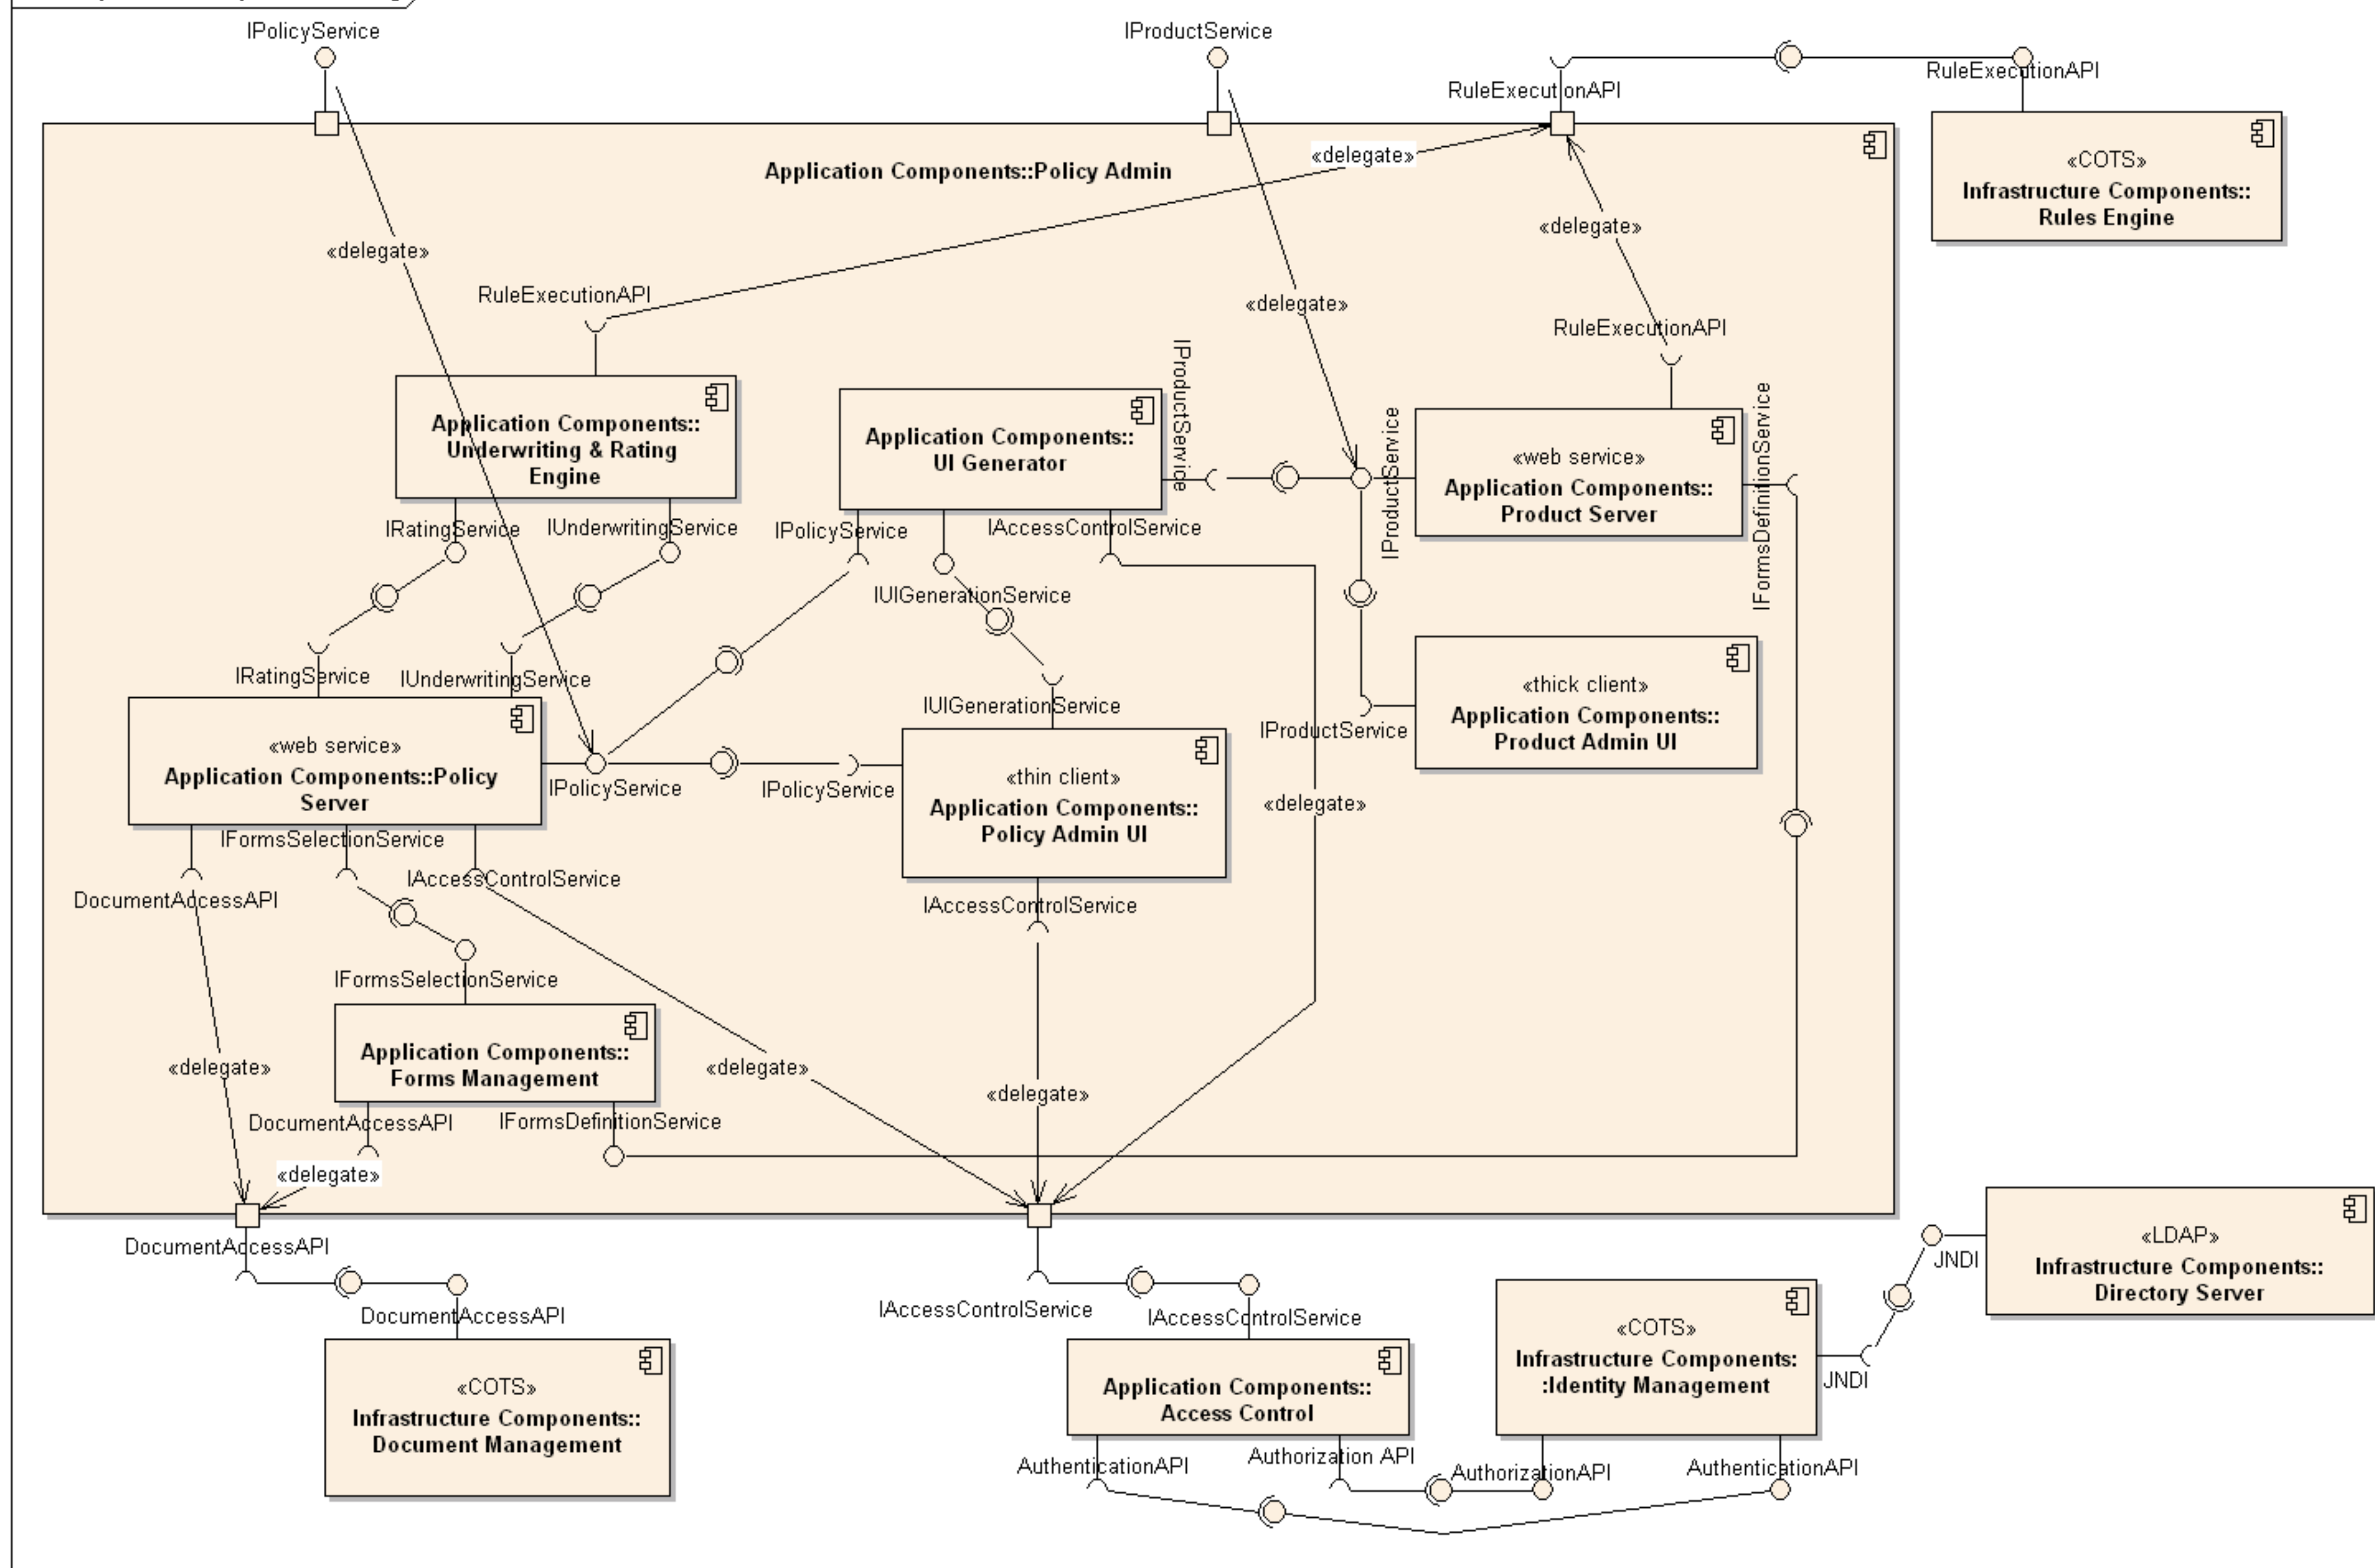 IPolicyService
IProductService
RuleExecutionAPI
RuleExecutionAPI
«COTS»
Infrastructure Components::
Rules Engine
Application Components::Policy Admin
«delegate»
«delegate»
«delegate»
«delegate»
RuleExecutionAPI
RuleExecutionAPI
Application Components::
Underwriting & Rating
Engine
Application Components::
UI Generator
IProductService
IProductService
«web service»
Application Components::
Product Server
IFormsDefinitionService
IRatingService
IUnderwritingService
IPolicyService
IAccessControlService
IUIGenerationService
IRatingService
IUnderwritingService
IUIGenerationService
«thick client»
Application Components::
Product Admin UI
IProductService
«web service»
Application Components::Policy
Server
IPolicyService
IPolicyService
«thin client»
Application Components::
Policy Admin UI
«delegate»
IFormsSelectionService
IAccessControlService
DocumentAccessAPI
IAccessControlService
IFormsSelectionService
Application Components::
Forms Management
«delegate»
«delegate»
«delegate»
DocumentAccessAPI
IFormsDefinitionService
«delegate»
DocumentAccessAPI
DocumentAccessAPI
IAccessControlService
IAccessControlService
JNDI
«LDAP»
Infrastructure Components::
Directory Server
«COTS»
Infrastructure Components:
:Identity Management
JNDI
«COTS»
Infrastructure Components::
Document Management
Application Components::
Access Control
AuthenticationAPI
Authorization API
AuthorizationAPI
AuthenticationAPI